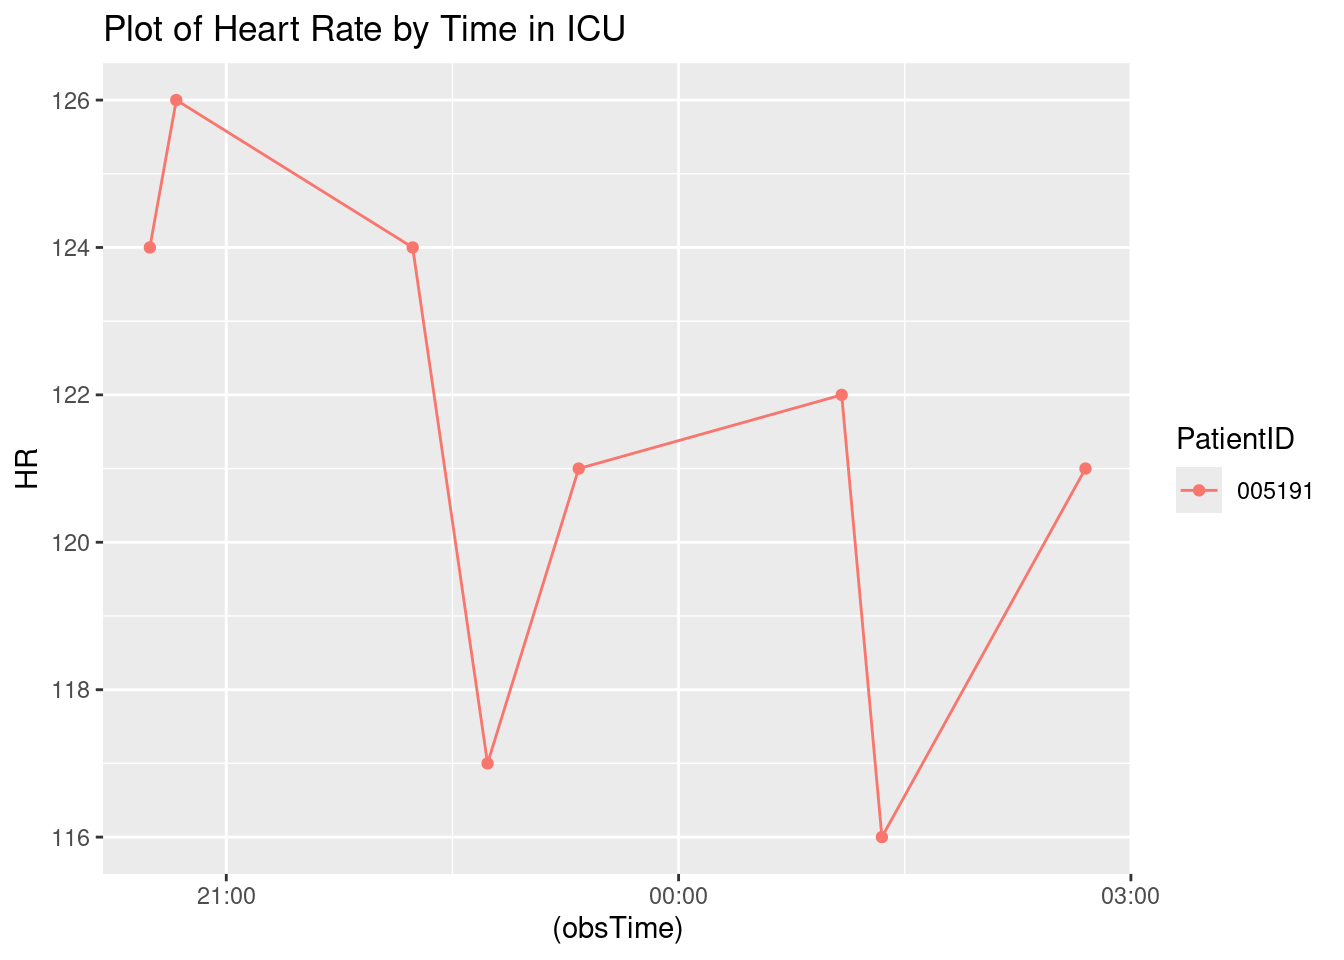 Plot of Heart Rate by Time in ICU
126
124
122
120
118
116
HR
21:00
00:00
03:00
(obsTime)
PatientID
005191